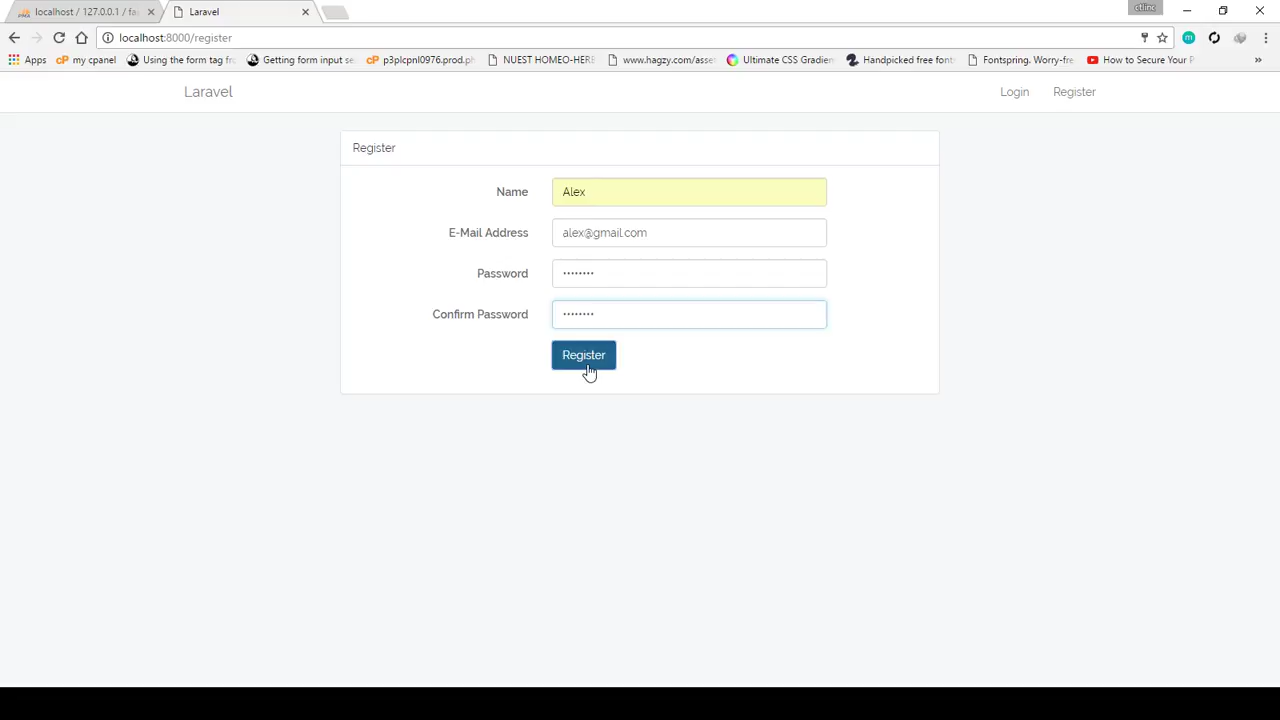 stlinc
localhost / 127.0.0.1 / fa
Laravel
localhost:8000/register
Apps
my cpanel
Using the form tag fro
Getting form input se
p3plcpnl0976.prod.ph
NUEST HOMEO-HERB
www.hagzy.com/asset
Ultimate CSS Gradien
Handpicked free font
Fontspring. Worry-fre
How to Secure Your P
»
Laravel
Login
Register
Register
Name
Alex
E-Mail Address
alex@gmail.com
Password
••••••••
Confirm Password
••••••••
Register